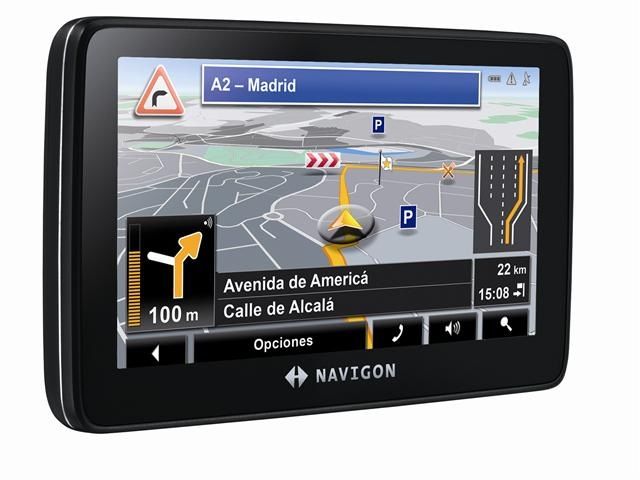 A2 – Madrid
P
P
100 m
Avenida de Americá
Calle de Alcalá
22 km
15:08
Opciones
NAVIGON